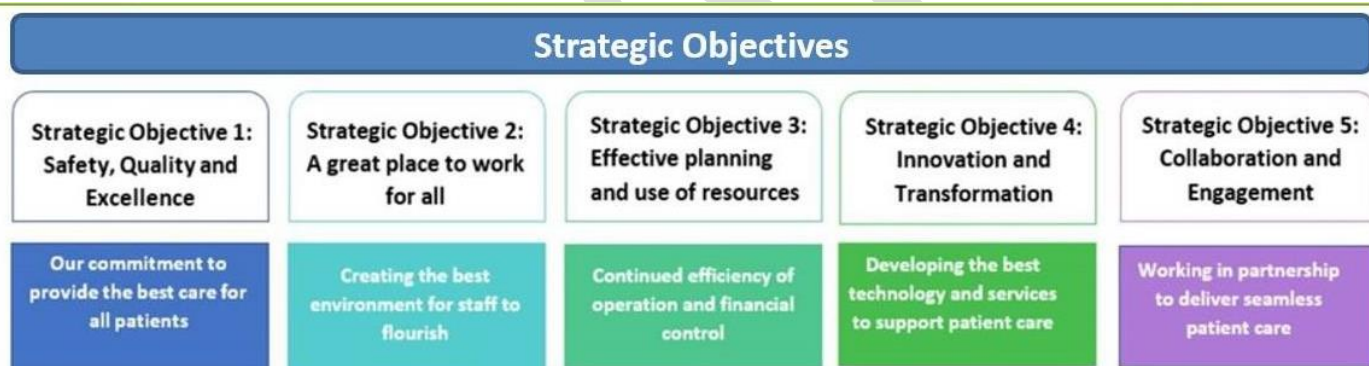 Strategic Objectives
Strategic Objective 1:
Safety, Quality and
Excellence
Our commitment to
provide the best care for
all patients
Strategic Objective 2:
A great place to work
for all
Creating the best
environment for staff to
flourish
Strategic Objective 3:
Effective planning
and use of resources
Continued efficiency of
operation and financial
control
Strategic Objective 4:
Innovation and
Transformation
Developing the best
technology and services
to support patient care
Strategic Objective 5:
Collaboration and
Engagement
Working in partnership
to deliver seamless
patient care